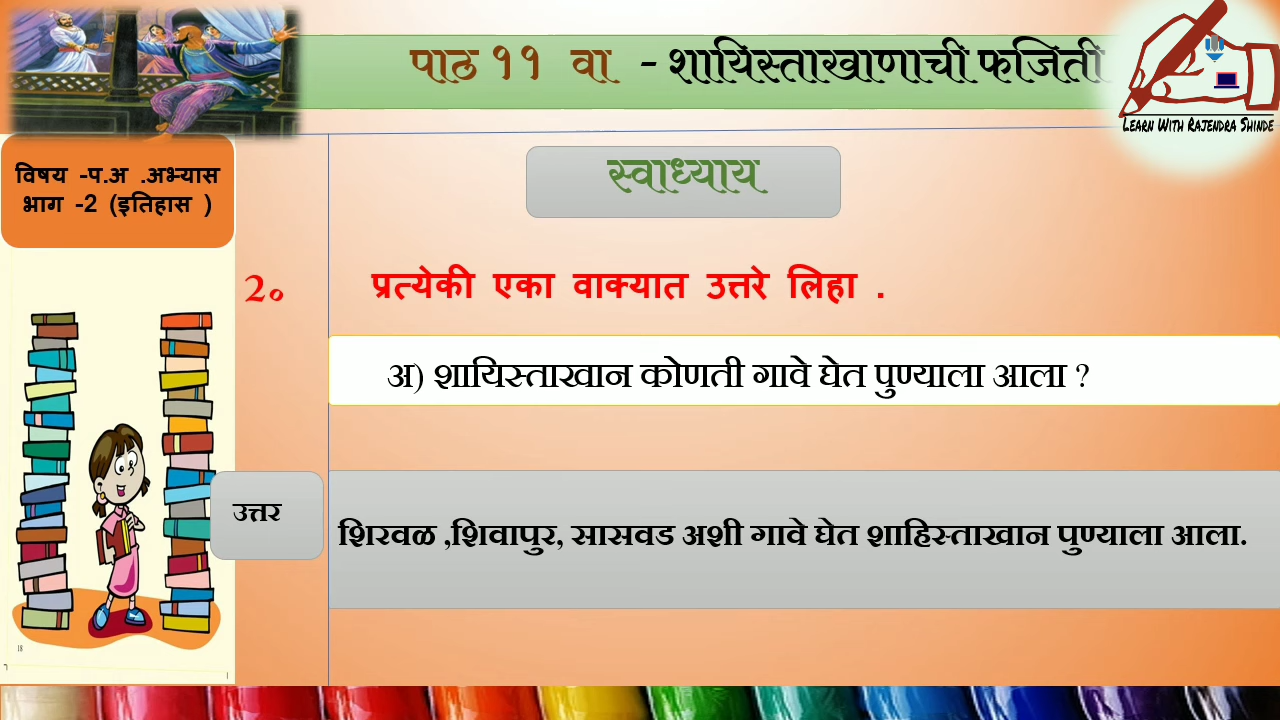 पाठ ११ वा - शायिस्ताखाणाची फजिती
LEARN WITH RAJENDRA SHINDE
विषय -प.अ .अभ्यास
भाग -2 (इतिहास )
स्वाध्याय
2० प्रत्येकी एका वाक्यात उत्तरे लिहा .
अ) शायिस्ताखान कोणती गावे घेत पुण्याला आला ?
उत्तर
शिरवळ ,शिवापुर, सासवड अशी गावे घेत शाहिस्ताखान पुण्याला आला.
18